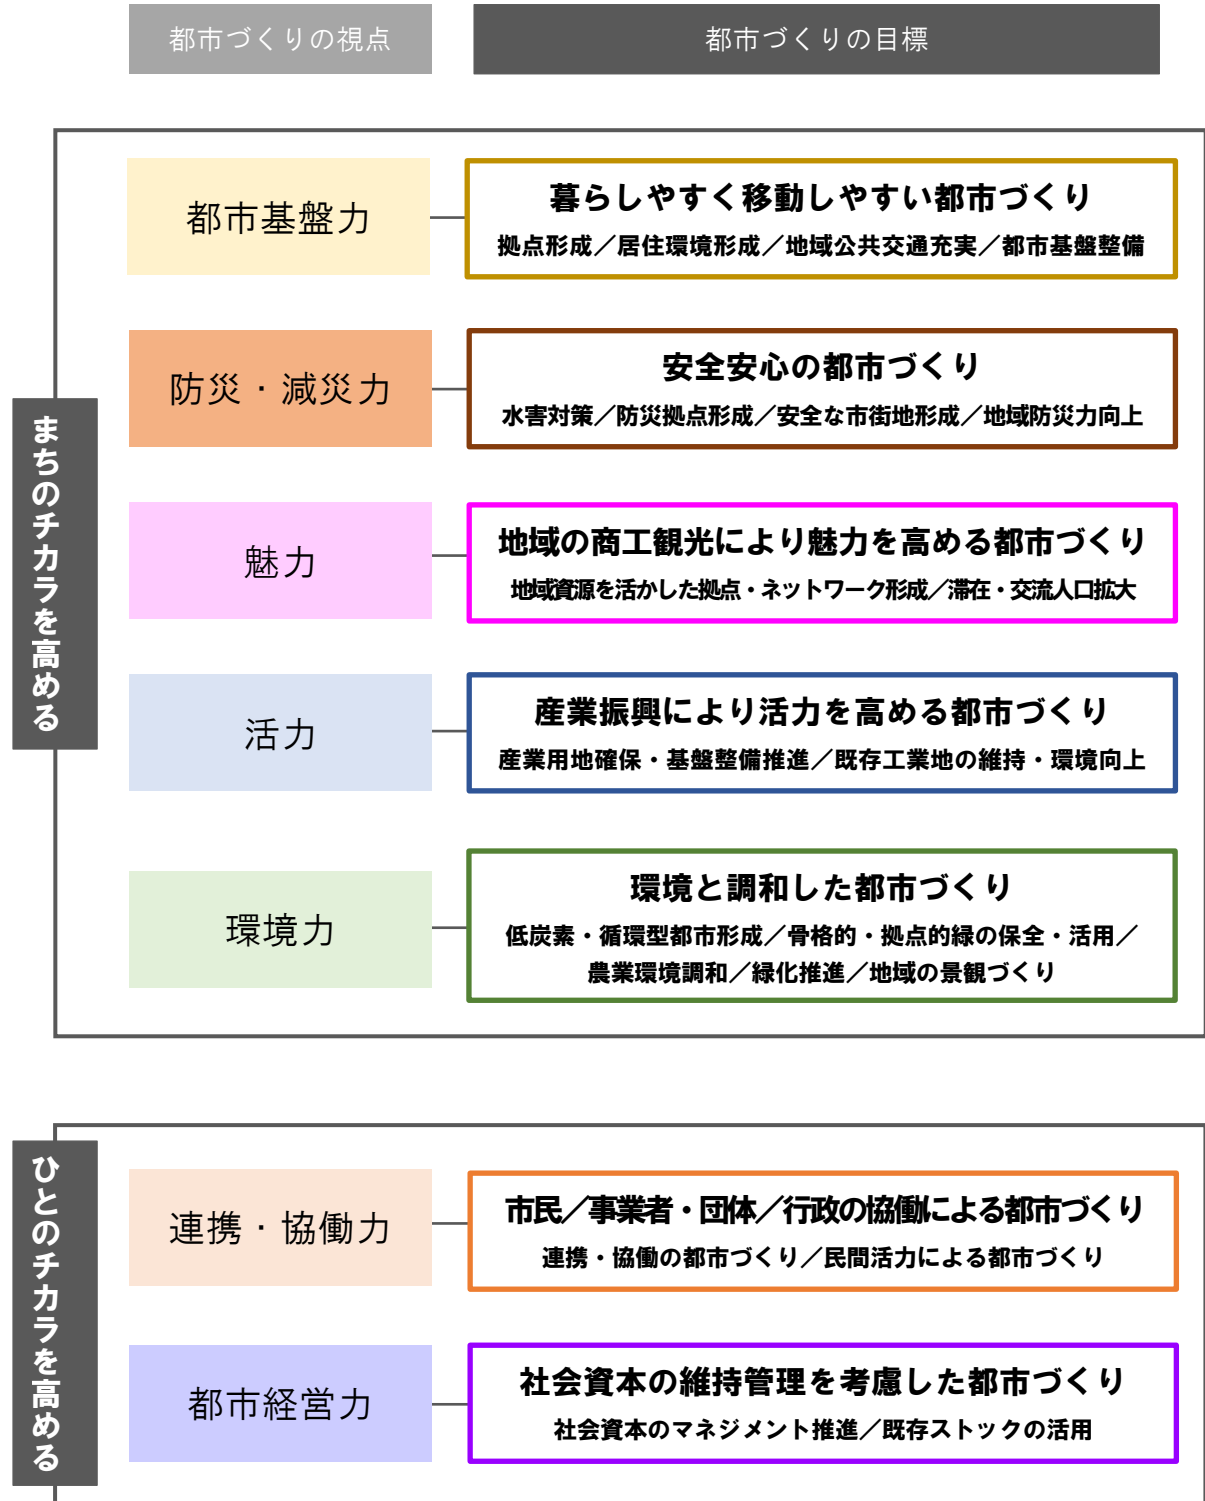 都市づくりの視点
都市づくりの目標
まちのチカラを高める
都市基盤力
暮らしやすく移動しやすい都市づくり
拠点形成／居住環境形成／地域公共交通充実／都市基盤整備
防災・減災力
安全安心の都市づくり
水害対策／防災拠点形成／安全な市街地形成／地域防災力向上
魅力
地域の商工観光により魅力を高める都市づくり
地域資源を活かした拠点・ネットワーク形成／滞在・交流人口拡大
活力
産業振興により活力を高める都市づくり
産業用地確保・基盤整備推進／既存工業地の維持・環境向上
環境力
環境と調和した都市づくり
低炭素・循環型都市形成／骨格的・拠点的緑の保全・活用／
農業環境調和／緑化推進／地域の景観づくり
ひとのチカラを高める
連携・協働力
市民／事業者・団体／行政の協働による都市づくり
連携・協働の都市づくり／民間活力による都市づくり
都市経営力
社会資本の維持管理を考慮した都市づくり
社会資本のマネジメント推進／既存ストックの活用